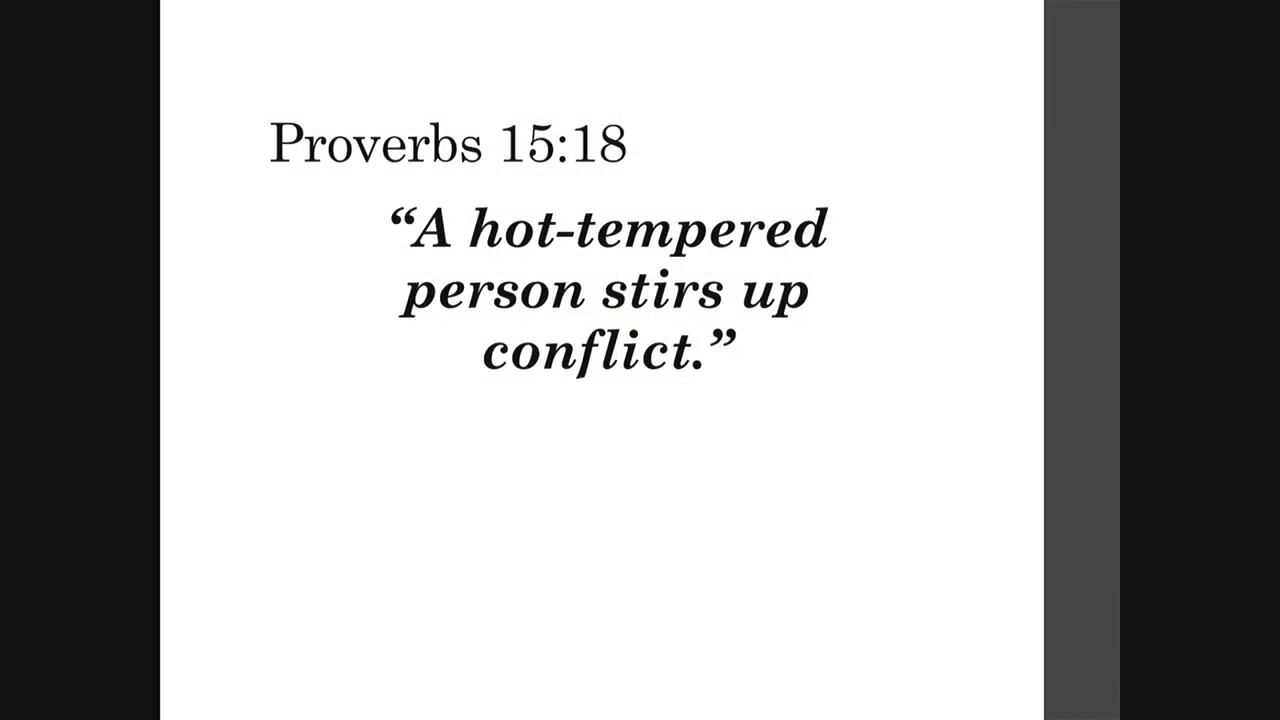 Proverbs 15:18
“A hot-tempered
person stirs up
conflict.”